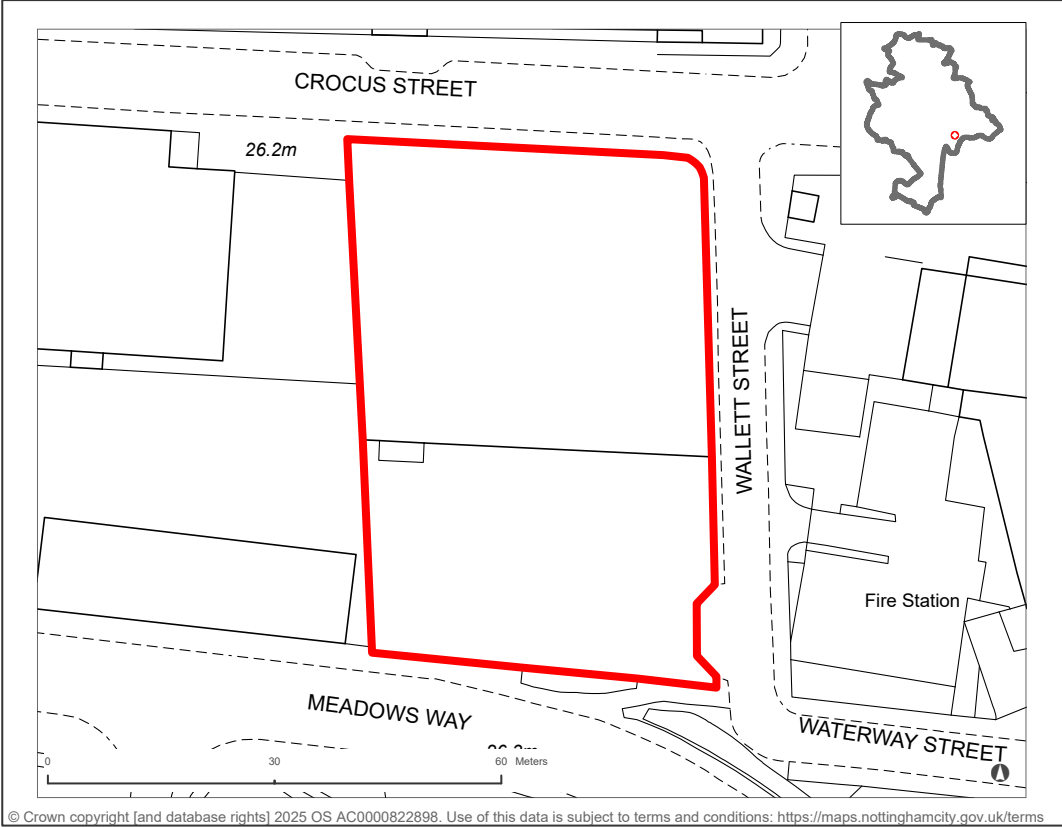 CROCUS STREET
26.2m
WALLETT STREET
Fire Station
MEADOWS WAY
WATERWAY STREET
0 30 60 Meters
© Crown copyright [and database rights] 2025 OS AC0000822898. Use of this data is subject to terms and conditions: https://maps.nottinghamcity.gov.uk/terms